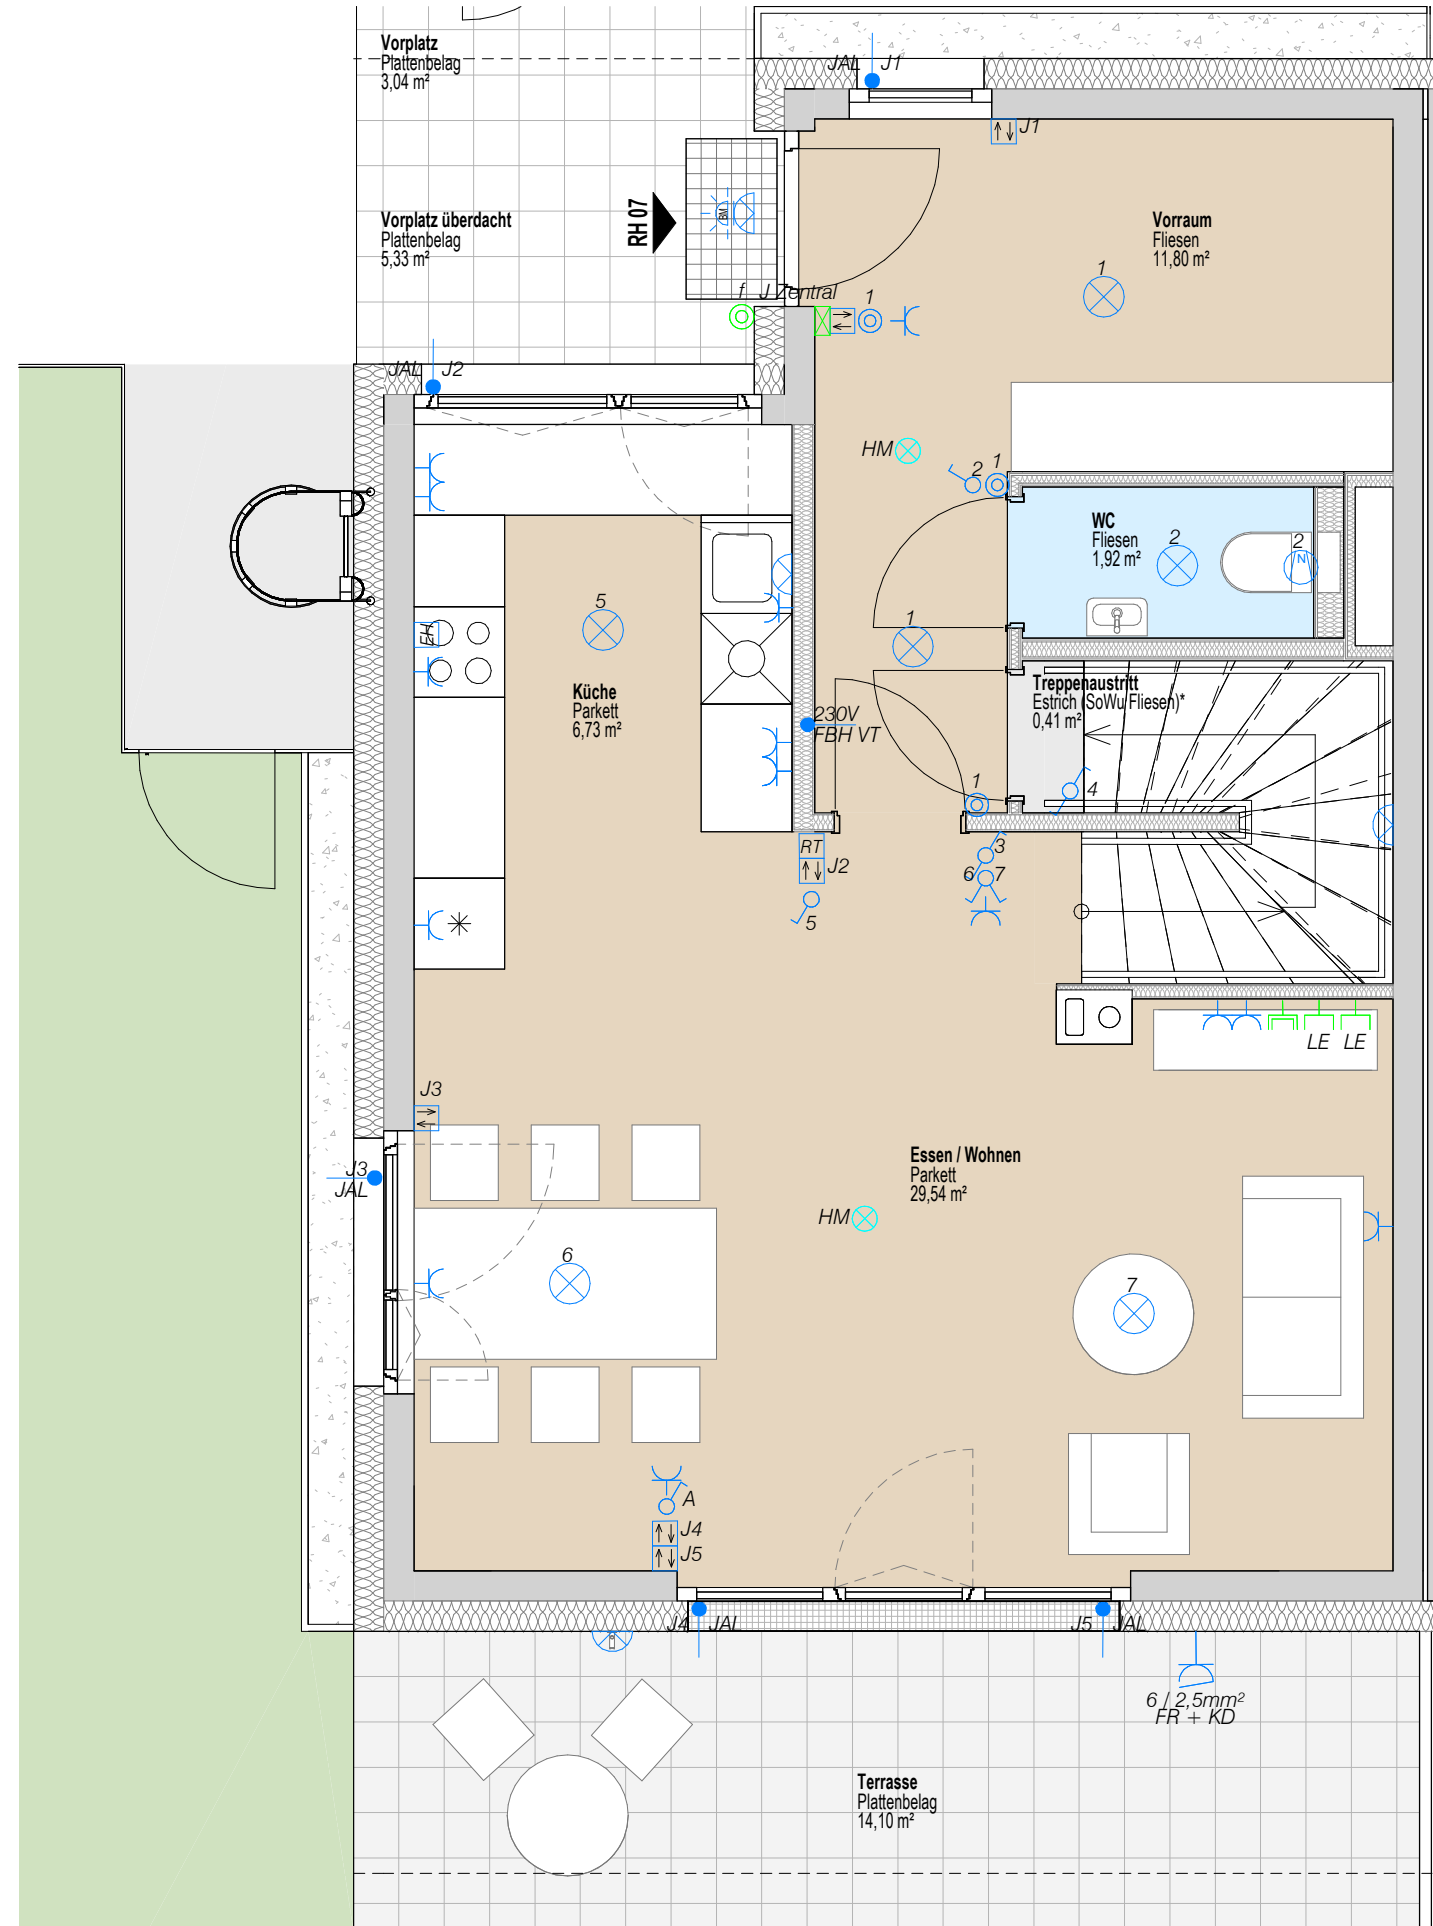 Vorplatz
Plattenbelag
3,04 m²
JAL J1
J1
Vorplatz überdacht
Plattenbelag
5,33 m²
RH 07
BM
Vorraum
Fliesen
11,80 m²
1
f J Zentral 1
JAL J2
HM
2 1
WC
Fliesen
1,92 m²
2
2
N
5
EH
1
Küche
Parkett
6,73 m²
Treppenaustritt
Estrich (SoWu Fliesen)*
0,41 m²
230V
FBH VT
4
1
RT
J2
3
6 7
5
LE LE
J3
J3
JAL
Essen / Wohnen
Parkett
29,54 m²
HM
6
7
A
J4
J5
J4 JAL
J5 JAL
6 / 2,5mm²
FR + KD
Terrasse
Plattenbelag
14,10 m²